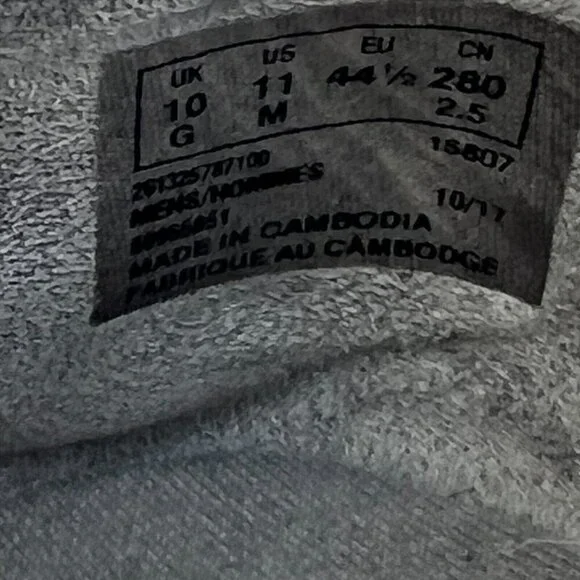 UK US EU CN
10 11 44½ 280
G M 2.5
261325787100 15807
MENS/HOMMES 10/17
MADE IN CAMBODIA
FABRIQUE AU CAMBODGE